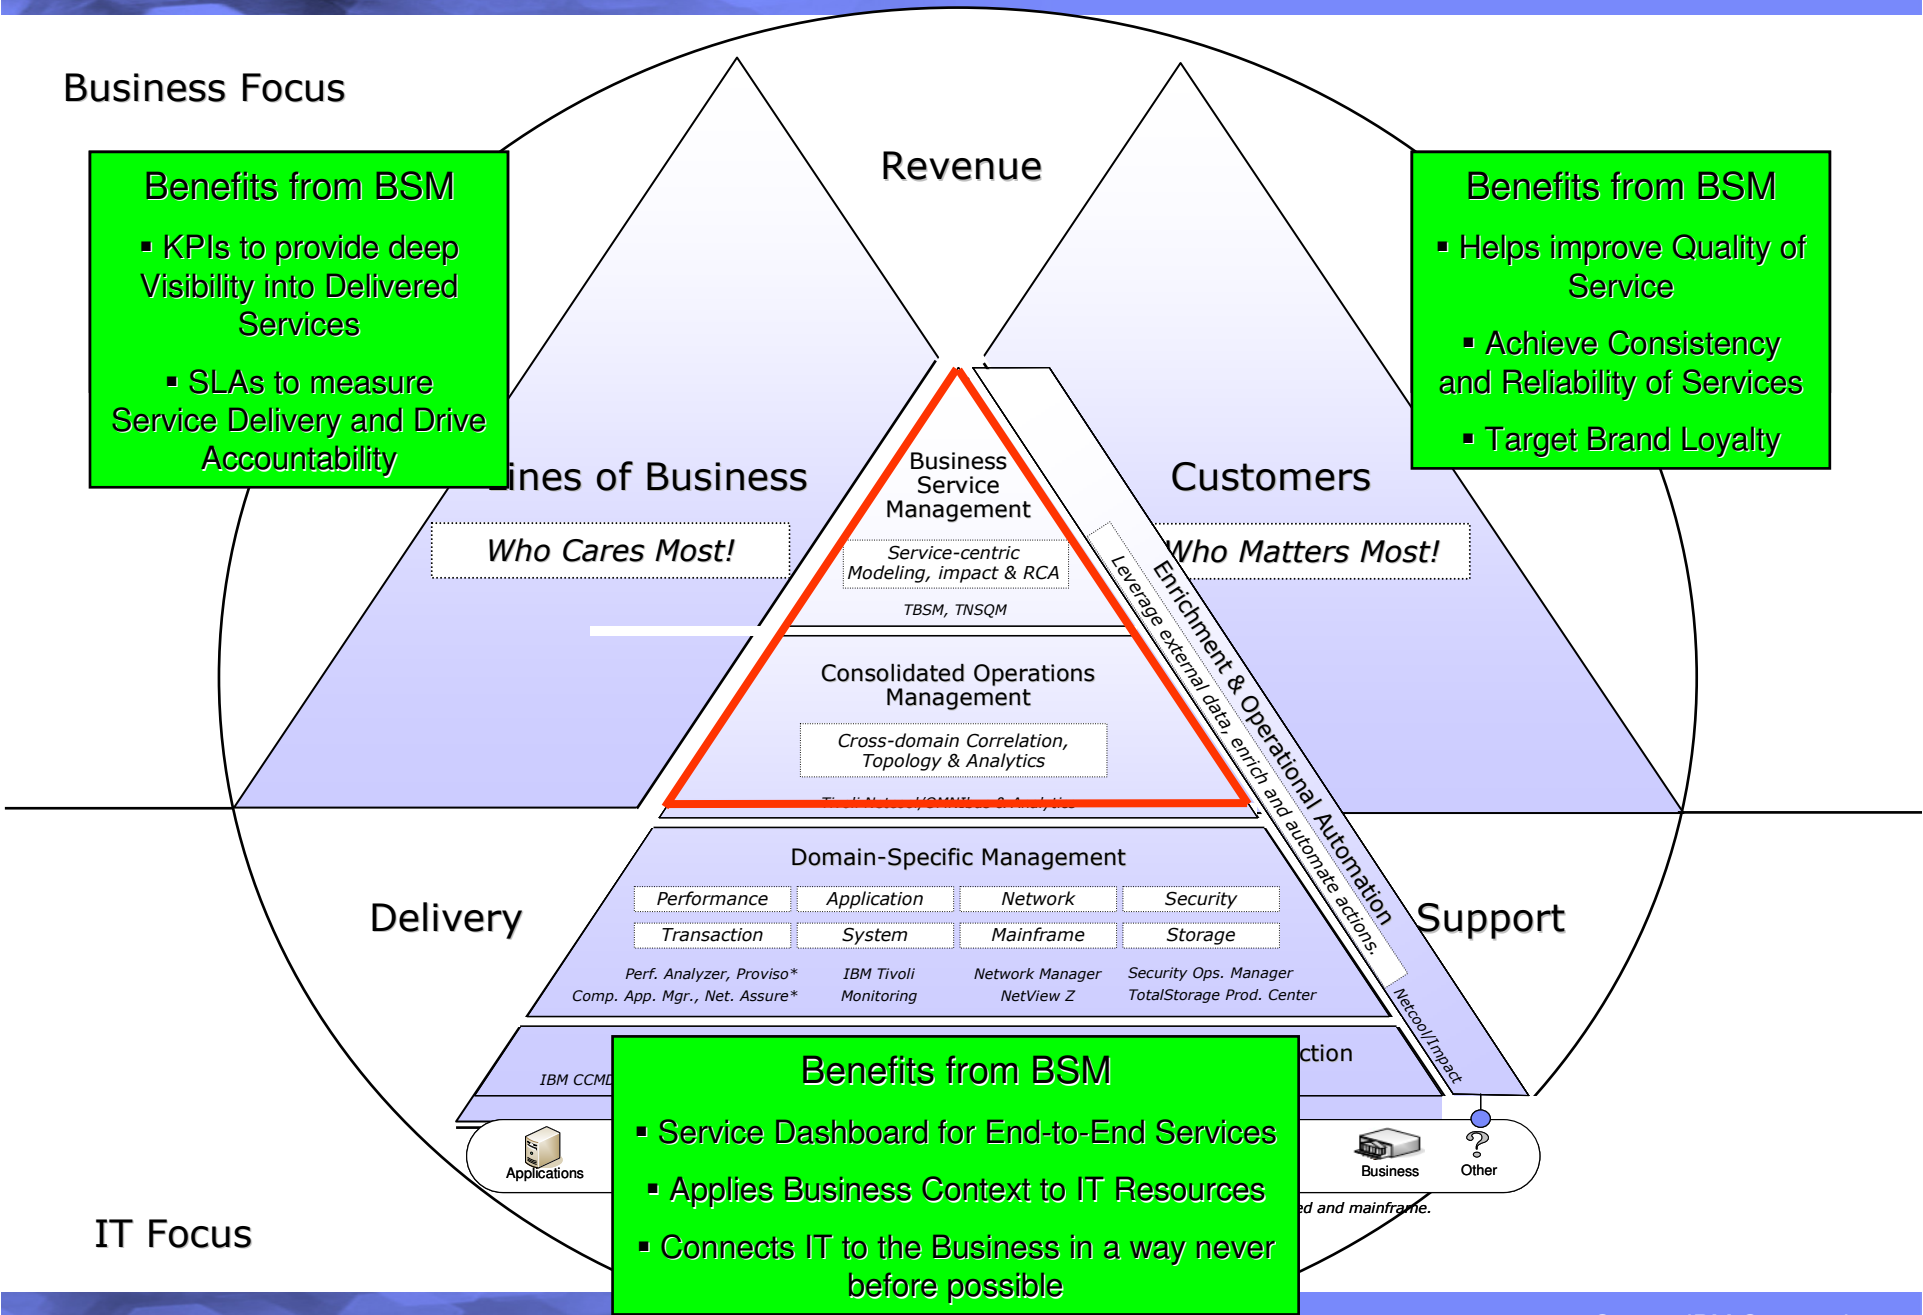 Business Focus
Revenue
Benefits from BSM
▪ KPIs to provide deep
Visibility into Delivered
Services
▪ SLAs to measure
Service Delivery and Drive
Accountability
Benefits from BSM
▪ Helps improve Quality of
Service
▪ Achieve Consistency
and Reliability of Services
▪ Target Brand Loyalty
Lines of Business
Who Cares Most!
Customers
Who Matters Most!
Business
Service
Management
Service-centric
Modeling, impact & RCA
TBSM, TNSQM
Consolidated Operations
Management
Cross-domain Correlation,
Topology & Analytics
Tivoli Netcool/OMNIbus & Analytics
Enrichment & Operational Automation
Leverage external data, enrich and automate actions.
Netcool/Impact
Delivery
Support
Domain-Specific Management
Performance Application Network Security
Transaction System Mainframe Storage
Perf. Analyzer, Proviso* IBM Tivoli Network Manager Security Ops. Manager
Comp. App. Mgr., Net. Assure* Monitoring NetView Z TotalStorage Prod. Center
ction
IBM CCMD
Benefits from BSM
▪ Service Dashboard for End-to-End Services
▪ Applies Business Context to IT Resources
▪ Connects IT to the Business in a way never
before possible
Applications
Business
?
Other
ed and mainframe.
IT Focus